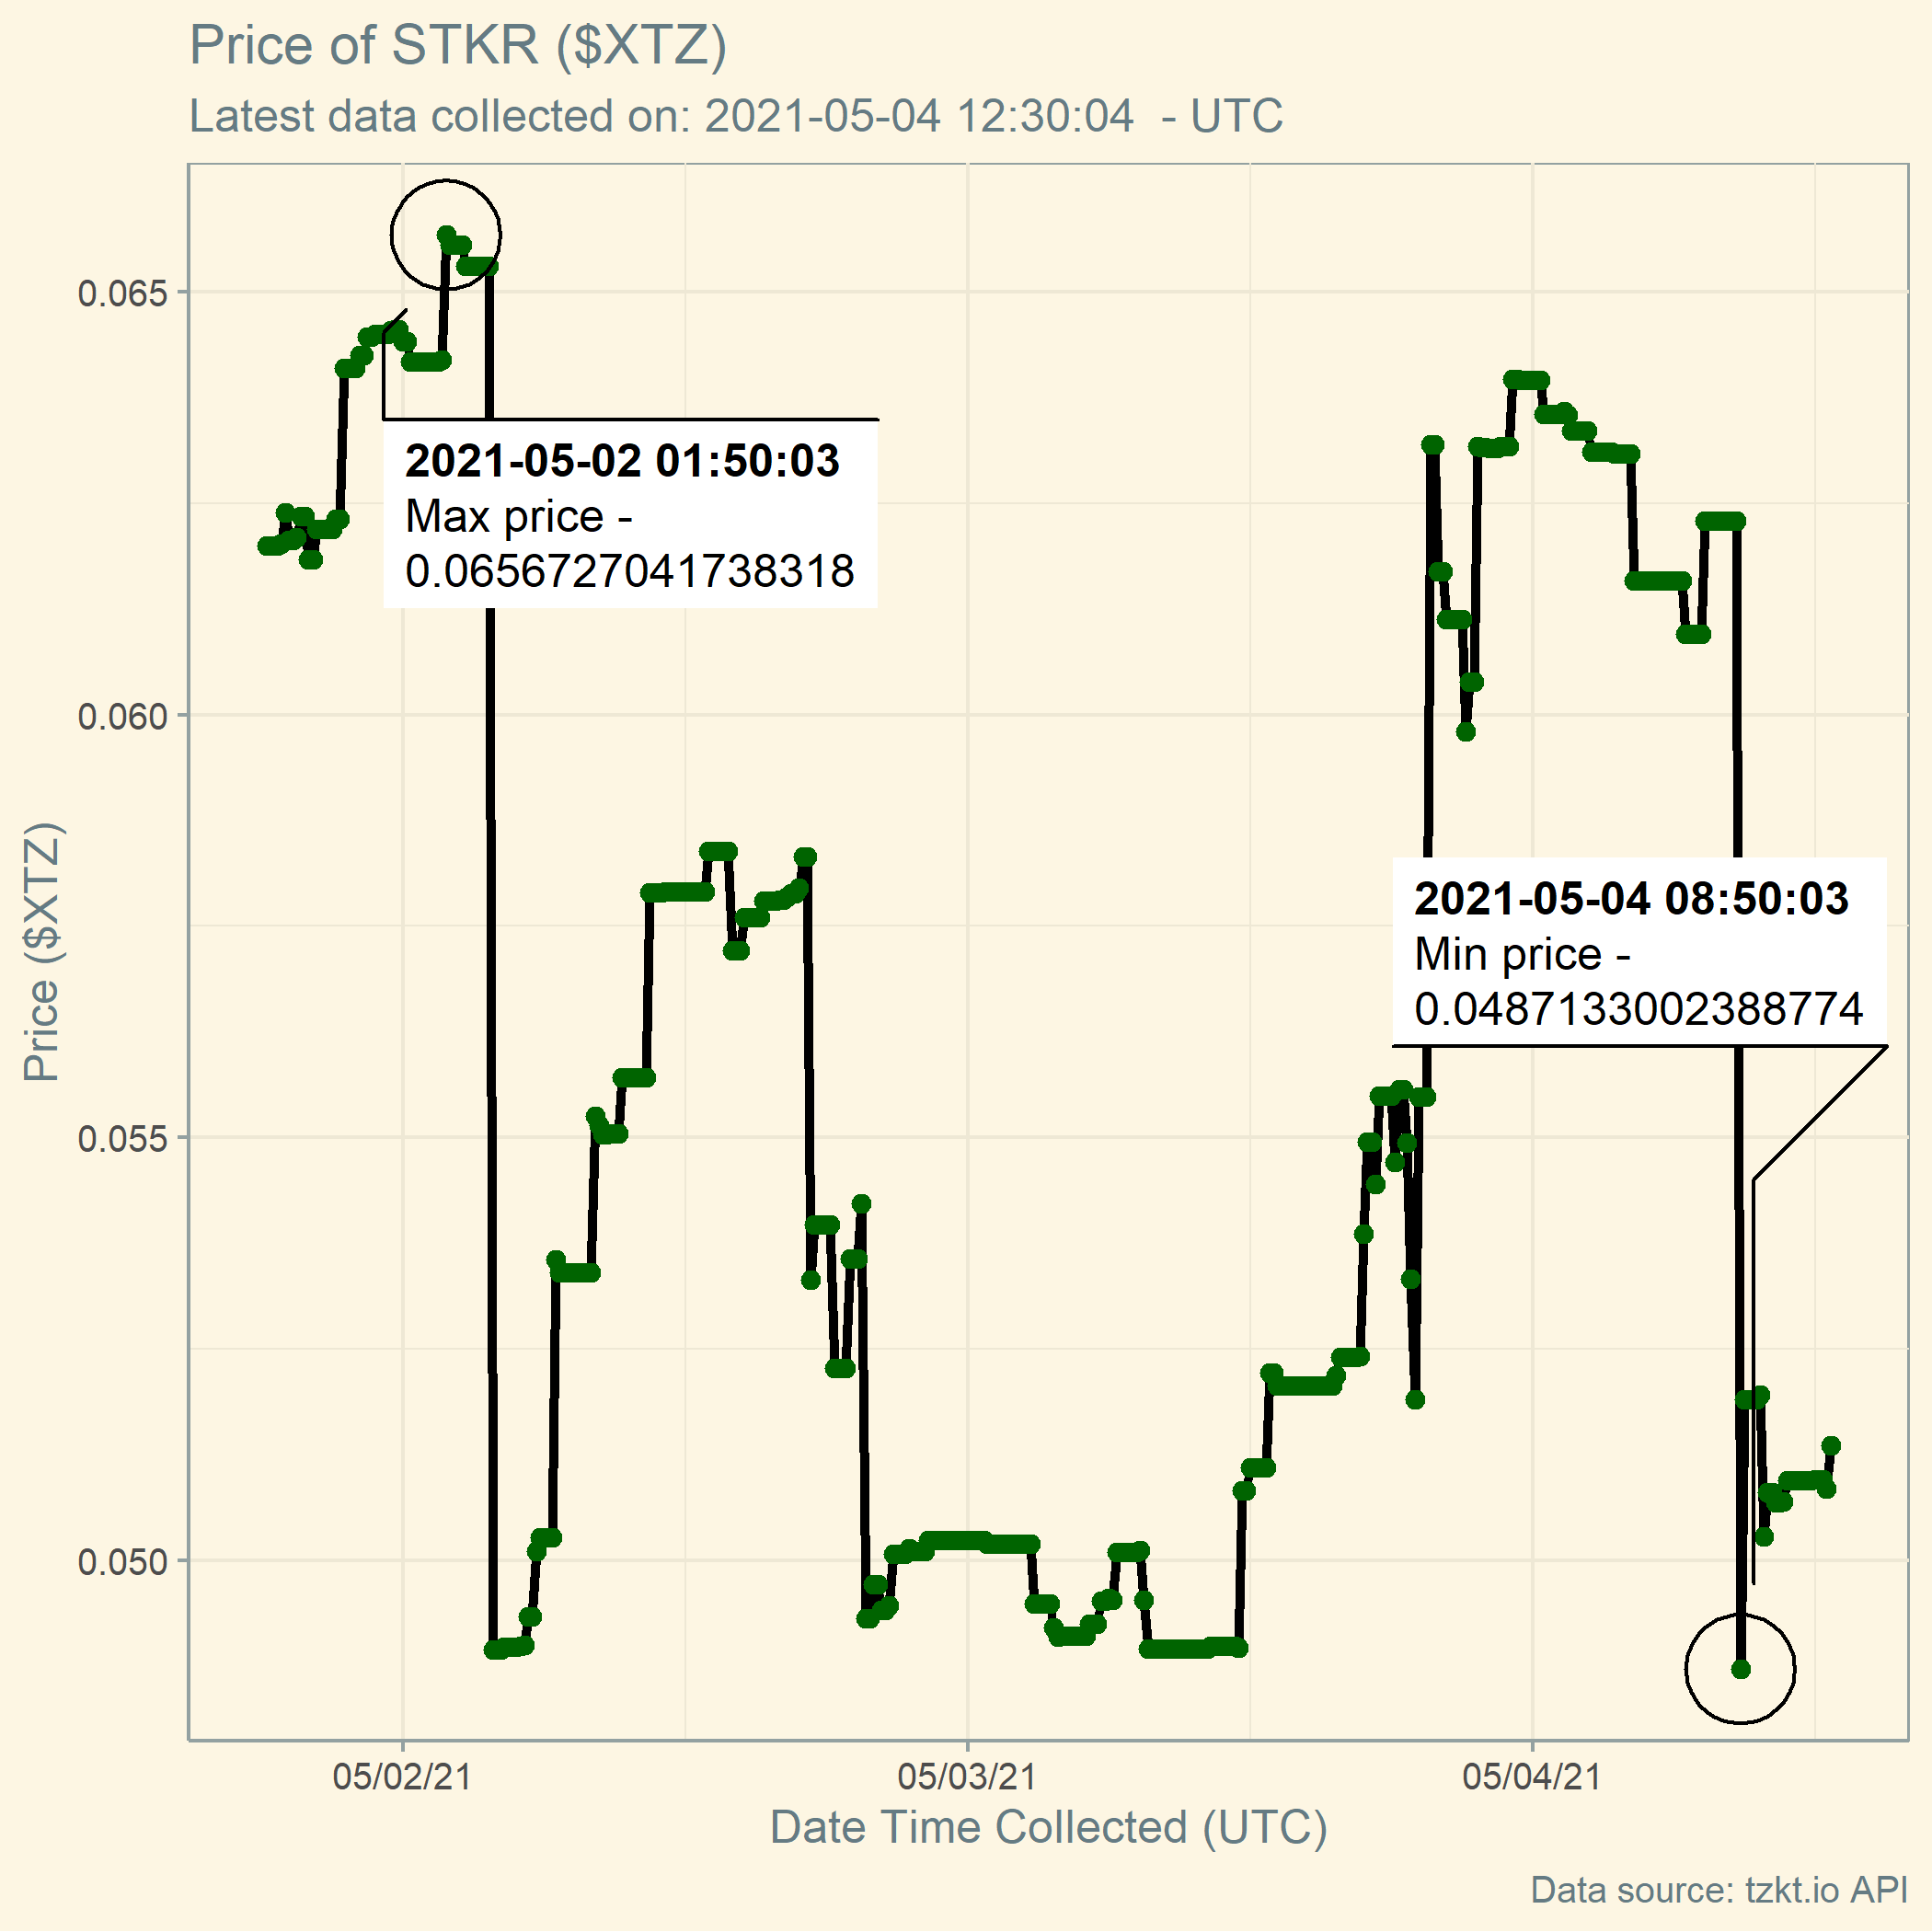 Price of STKR ($XTZ)
Latest data collected on: 2021-05-04 12:30:04  - UTC
0.065
0.060
0.055
0.050
Price ($XTZ)
2021-05-02 01:50:03
Max price -
0.0656727041738318
2021-05-04 08:50:03
Min price -
0.0487133002388774
05/02/21
05/03/21
05/04/21
Date Time Collected (UTC)
Data source: tzkt.io API